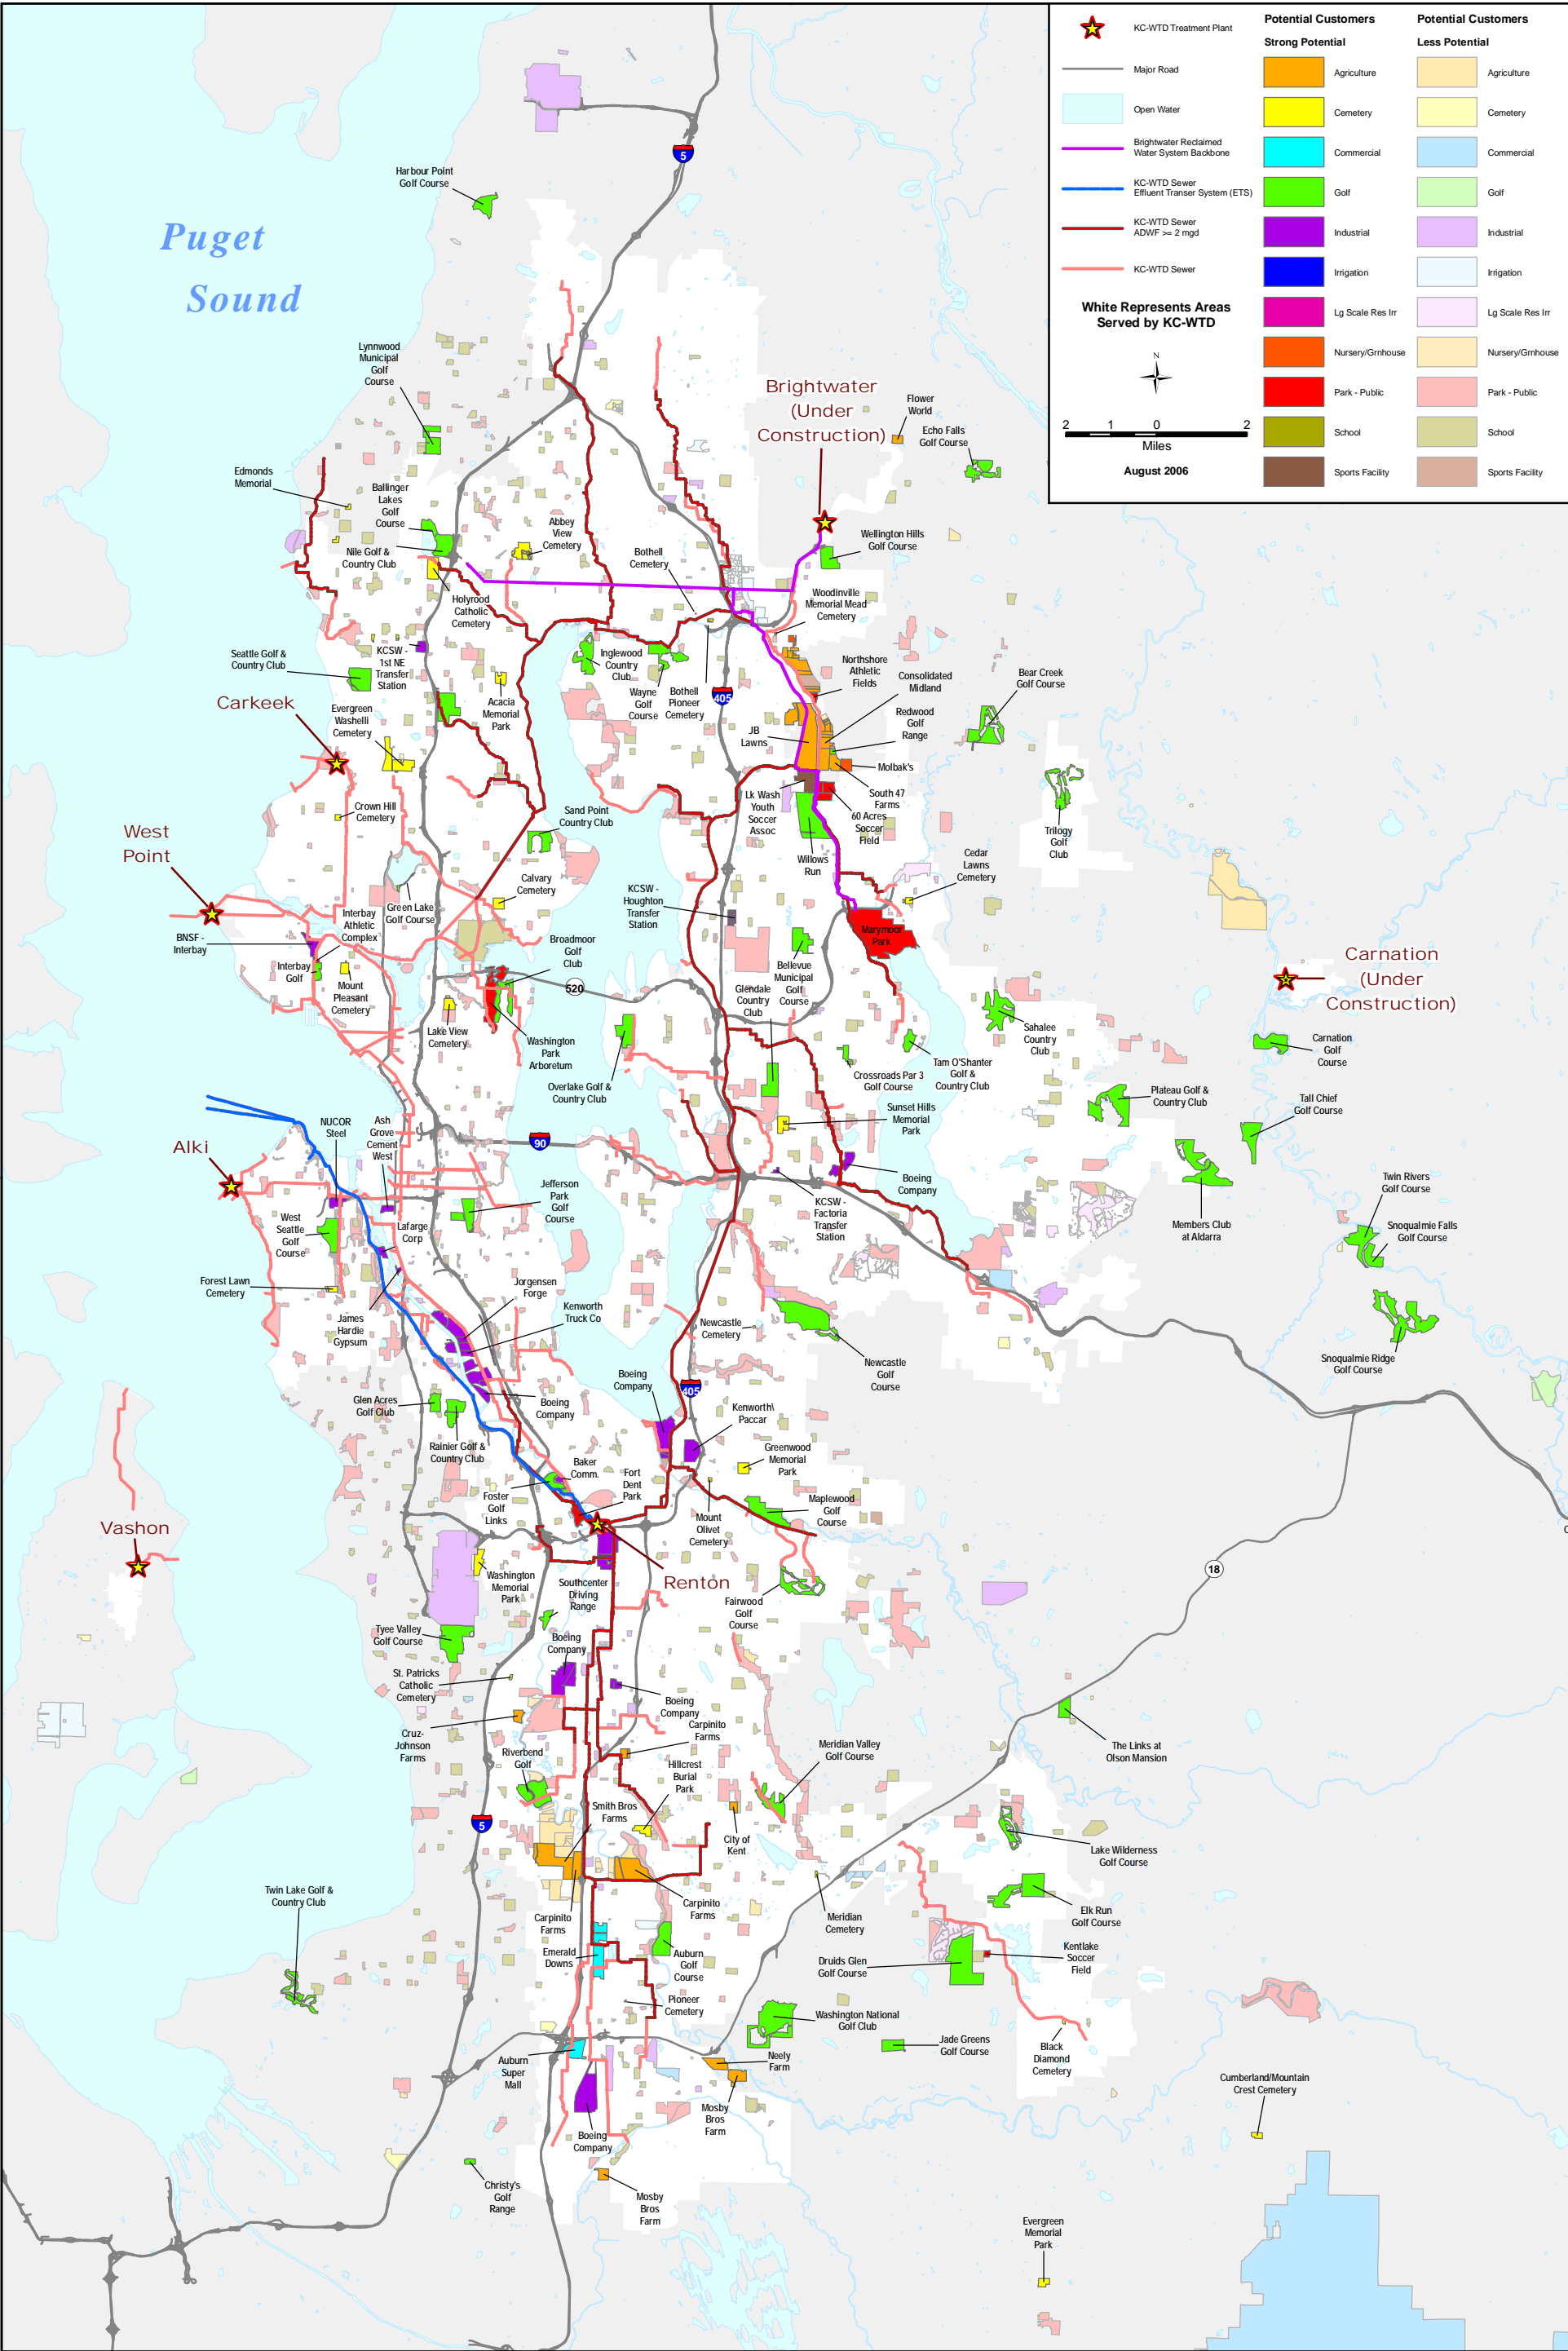 KC-WTD Treatment Plant
Major Road
Open Water
Brightwater Reclaimed
Water System Backbone
KC-WTD Sewer
Effluent Transer System (ETS)
KC-WTD Sewer
ADWF >= 2 mgd
KC-WTD Sewer
White Represents Areas
Served by KC-WTD
N
2 1 0 2
Miles
August 2006
Potential Customers
Strong Potential
Agriculture
Cemetery
Commercial
Golf
Industrial
Irrigation
Lg Scale Res Irr
Nursery/Grnhouse
Park - Public
School
Sports Facility
Potential Customers
Less Potential
Agriculture
Cemetery
Commercial
Golf
Industrial
Irrigation
Lg Scale Res Irr
Nursery/Grnhouse
Park - Public
School
Sports Facility
5
Harbour Point
Golf Course
Puget
Sound
Lynnwood
Municipal
Golf
Course
Brightwater
(Under
Construction)
Flower
World
Echo Falls
Golf Course
Edmonds
Memorial
Ballinger
Lakes
Golf
Course
Nile Golf &
Country Club
Abbey
View
Cemetery
Bothell
Cemetery
Wellington Hills
Golf Course
Holyrood
Catholic
Cemetery
Woodinville
Memorial Mead
Cemetery
Seattle Golf &
Country Club
KCSW -
1st NE
Transfer
Station
Inglewood
Country
Club
Wayne
Golf
Course
Bothell
Pioneer
Cemetery
405
Northshore
Athletic
Fields
Consolidated
Midland
Bear Creek
Golf Course
Carkeek
Evergreen
Washelli
Cemetery
Acacia
Memorial
Park
JB
Lawns
Redwood
Golf
Range
Molbak's
South 47
Farms
Lk Wash
Youth
Soccer
Assoc
60 Acres
Soccer
Field
Trilogy
Golf
Club
Crown Hill
Cemetery
Sand Point
Country Club
Willows
Run
West
Point
Calvary
Cemetery
Cedar
Lawns
Cemetery
Green Lake
Golf Course
KCSW -
Houghton
Transfer
Station
Interbay
Athletic
Complex
BNSF -
Interbay
Interbay
Golf
Mount
Pleasant
Cemetery
Broadmoor
Golf
Club
520
Marymoor
Park
Bellevue
Municipal
Golf
Course
Carnation
(Under
Construction)
Glendale
Country
Club
Lake View
Cemetery
Washington
Park
Arboretum
Sahalee
Country
Club
Carnation
Golf
Course
Overlake Golf &
Country Club
Crossroads Par 3
Golf Course
Tam O'Shanter
Golf &
Country Club
Plateau Golf &
Country Club
Tall Chief
Golf Course
Sunset Hills
Memorial
Park
NUCOR
Steel
Ash
Grove
Cement
West
Alki
90
Boeing
Company
Jefferson
Park
Golf
Course
KCSW -
Factoria
Transfer
Station
Members Club
at Aldarra
Twin Rivers
Golf Course
Snoqualmie Falls
Golf Course
West
Seattle
Golf
Course
Lafarge
Corp
Forest Lawn
Cemetery
Jorgensen
Forge
Kenworth
Truck Co
James
Hardie
Gypsum
Newcastle
Cemetery
Newcastle
Golf
Course
Snoqualmie Ridge
Golf Course
Glen Acres
Golf Club
Boeing
Company
Boeing
Company
405
Kenworth\
Paccar
Rainier Golf &
Country Club
Greenwood
Memorial
Park
Baker
Comm.
Fort
Dent
Park
Foster
Golf
Links
Mount
Olivet
Cemetery
Maplewood
Golf
Course
Vashon
Washington
Memorial
Park
Southcenter
Driving
Range
Renton
Fairwood
Golf
Course
18
Tyee Valley
Golf Course
Boeing
Company
St. Patricks
Catholic
Cemetery
Boeing
Company
Cruz-
Johnson
Farms
Carpinito
Farms
The Links at
Olson Mansion
Riverbend
Golf
Hillcrest
Burial
Park
Meridian Valley
Golf Course
5
Smith Bros
Farms
City of
Kent
Lake Wilderness
Golf Course
Twin Lake Golf &
Country Club
Carpinito
Farms
Carpinito
Farms
Meridian
Cemetery
Elk Run
Golf Course
Emerald
Downs
Auburn
Golf
Course
Druids Glen
Golf Course
Kentlake
Soccer
Field
Pioneer
Cemetery
Washington National
Golf Club
Jade Greens
Golf Course
Black
Diamond
Cemetery
Auburn
Super
Mall
Neely
Farm
Mosby
Bros
Farm
Cumberland/Mountain
Crest Cemetery
Boeing
Company
Christy's
Golf
Range
Mosby
Bros
Farm
Evergreen
Memorial
Park